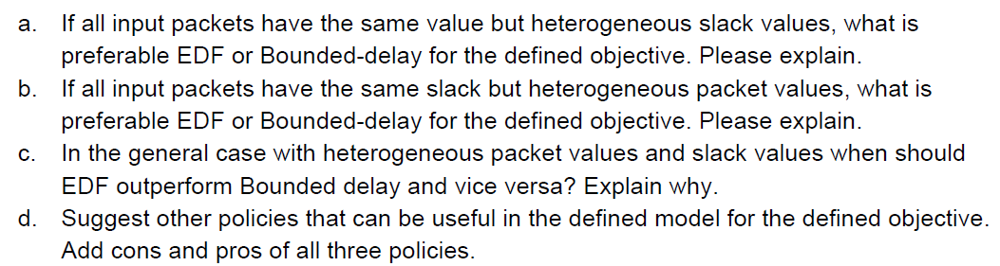 a. If all input packets have the same value but heterogeneous slack values, what is
preferable EDF or Bounded-delay for the defined objective. Please explain.
b. If all input packets have the same slack but heterogeneous packet values, what is
preferable EDF or Bounded-delay for the defined objective. Please explain.
c. In the general case with heterogeneous packet values and slack values when should
EDF outperform Bounded delay and vice versa? Explain why.
d. Suggest other policies that can be useful in the defined model for the defined objective.
Add cons and pros of all three policies.